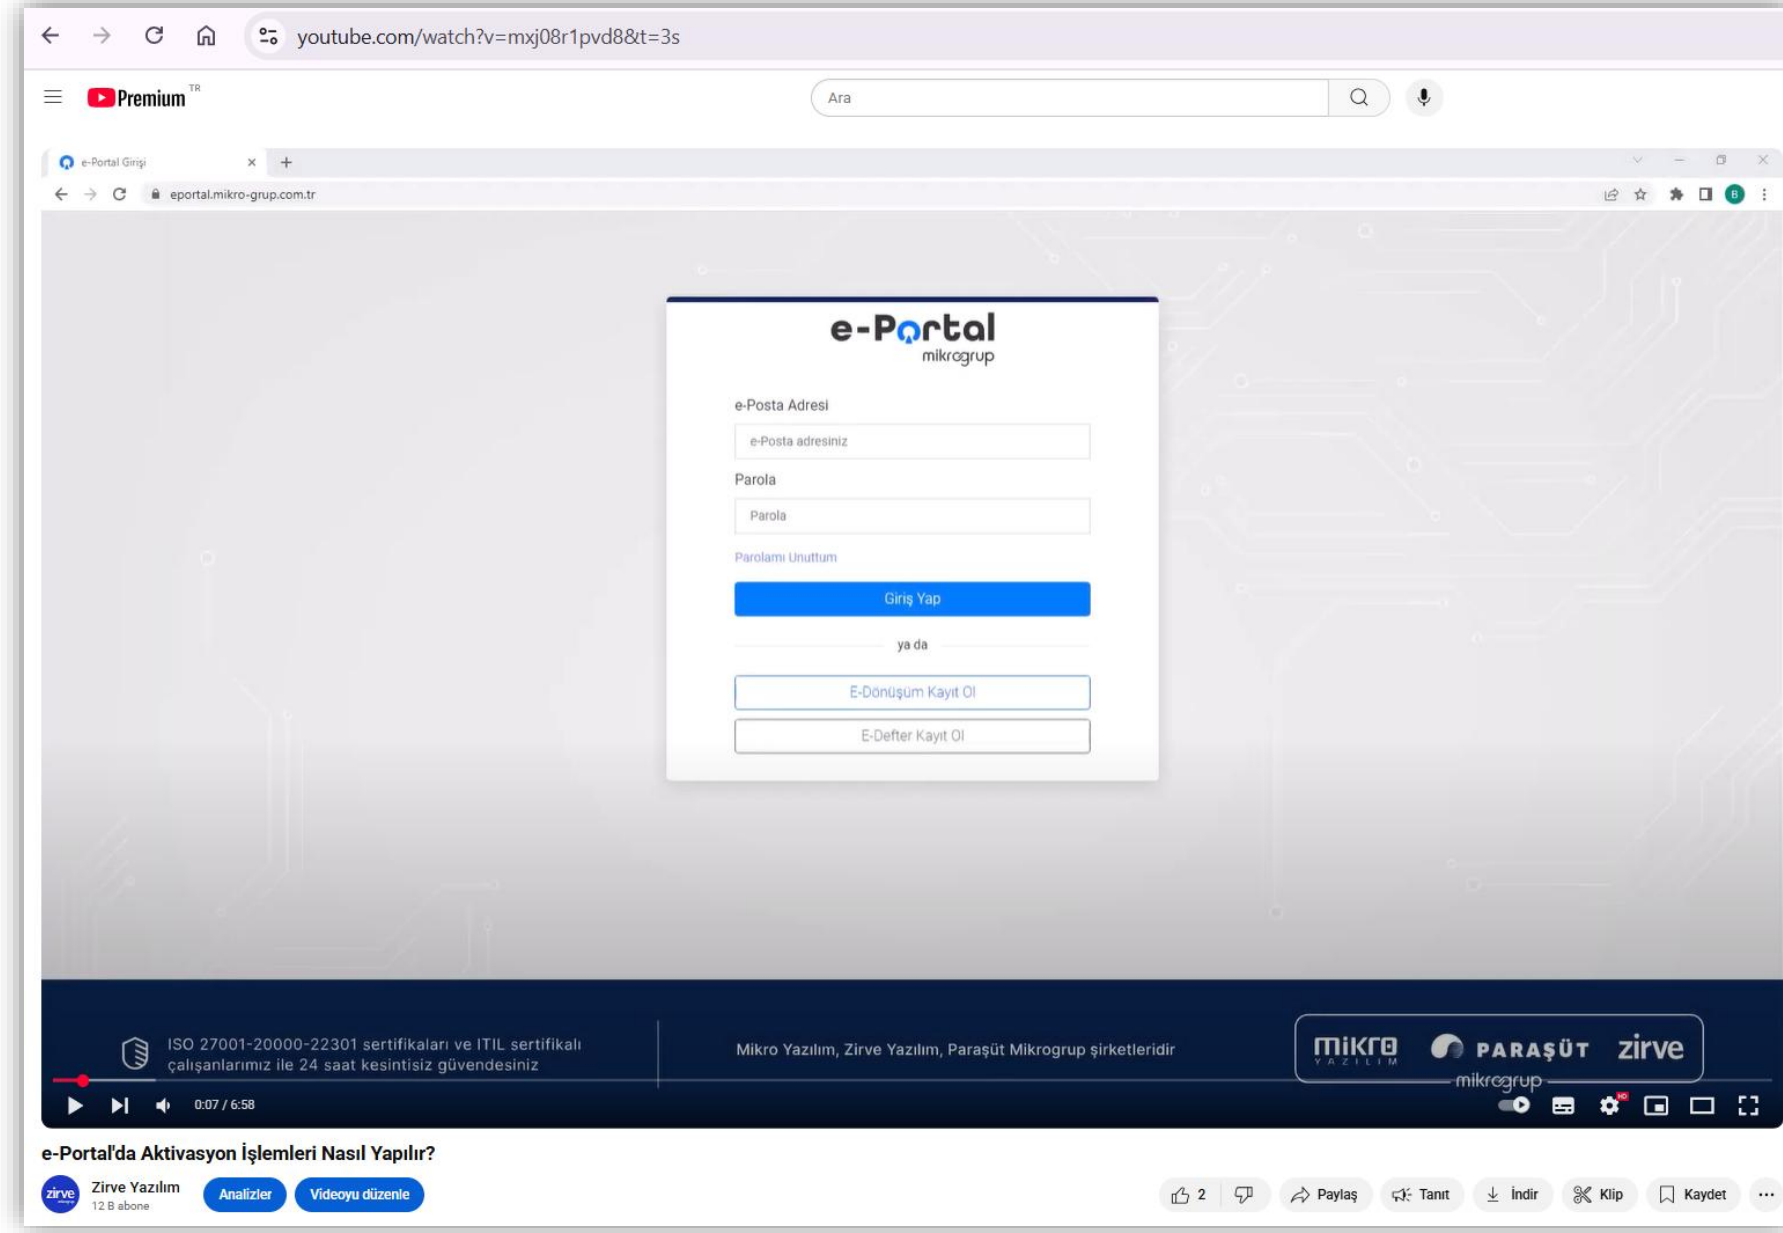 youtube.com/watch?v=mxj08r1pvd8&t=3s
Premium TR
Ara
e-Portal Girişi
eportal.mikro-grup.com.tr
B
e-Portal
mikrogrup
e-Posta Adresi
e-Posta adresiniz
Parola
Parola
Parolamı Unuttum
Giriş Yap
ya da
E-Dönüşüm Kayıt Ol
E-Defter Kayıt Ol
ISO 27001-20000-22301 sertifikaları ve ITIL sertifikalı
çalışanlarımız ile 24 saat kesintisiz güvendesiniz
Mikro Yazılım, Zirve Yazılım, Paraşüt Mikrogrup şirketleridir
mikro YAZILIM PARAŞÜT zirve
mikrogrup
0:07 / 6:58
HD
e-Portal'da Aktivasyon İşlemleri Nasıl Yapılır?
zirve
Zirve Yazılım
12 B abone
Analizler
Videoyu düzenle
2 Paylaş Tanıt İndir Klip Kaydet